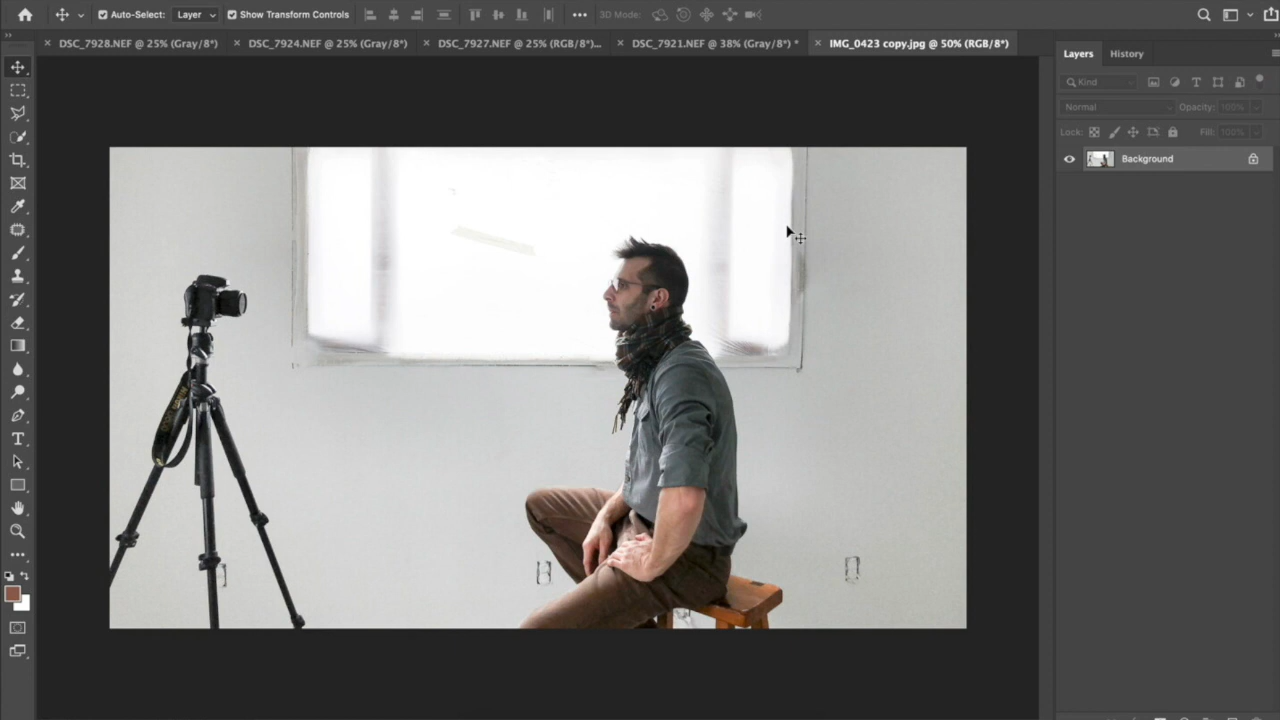 Auto-Select: Layer Show Transform Controls 3D Mode:
DSC_7928.NEF @ 25% (Gray/8*) DSC_7924.NEF @ 25% (Gray/8*) DSC_7927.NEF @ 25% (RGB/8*)... DSC_7921.NEF @ 38% (Gray/8*) * IMG_0423 copy.jpg @ 50% (RGB/8*)
Layers History
Kind
Normal Opacity: 100%
Lock: Fill: 100%
Background